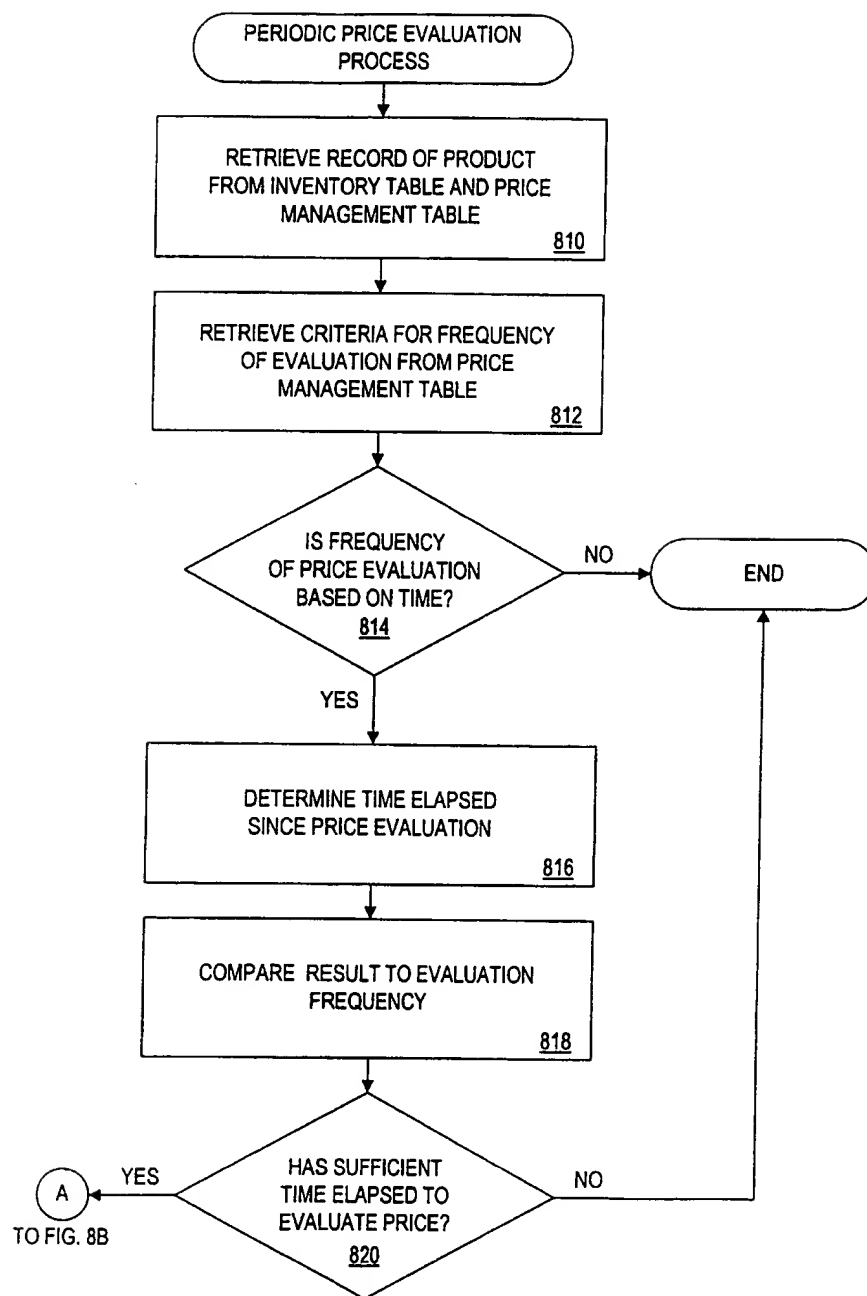 PERIODIC PRICE EVALUATION
PROCESS
RETRIEVE RECORD OF PRODUCT
FROM INVENTORY TABLE AND PRICE
MANAGEMENT TABLE
810
RETRIEVE CRITERIA FOR FREQUENCY
OF EVALUATION FROM PRICE
MANAGEMENT TABLE
812
IS FREQUENCY
OF PRICE EVALUATION
BASED ON TIME?
814
NO
END
YES
DETERMINE TIME ELAPSED
SINCE PRICE EVALUATION
816
COMPARE RESULT TO EVALUATION
FREQUENCY
818
HAS SUFFICIENT
TIME ELAPSED TO
EVALUATE PRICE?
820
YES
NO
A
TO FIG. 8B